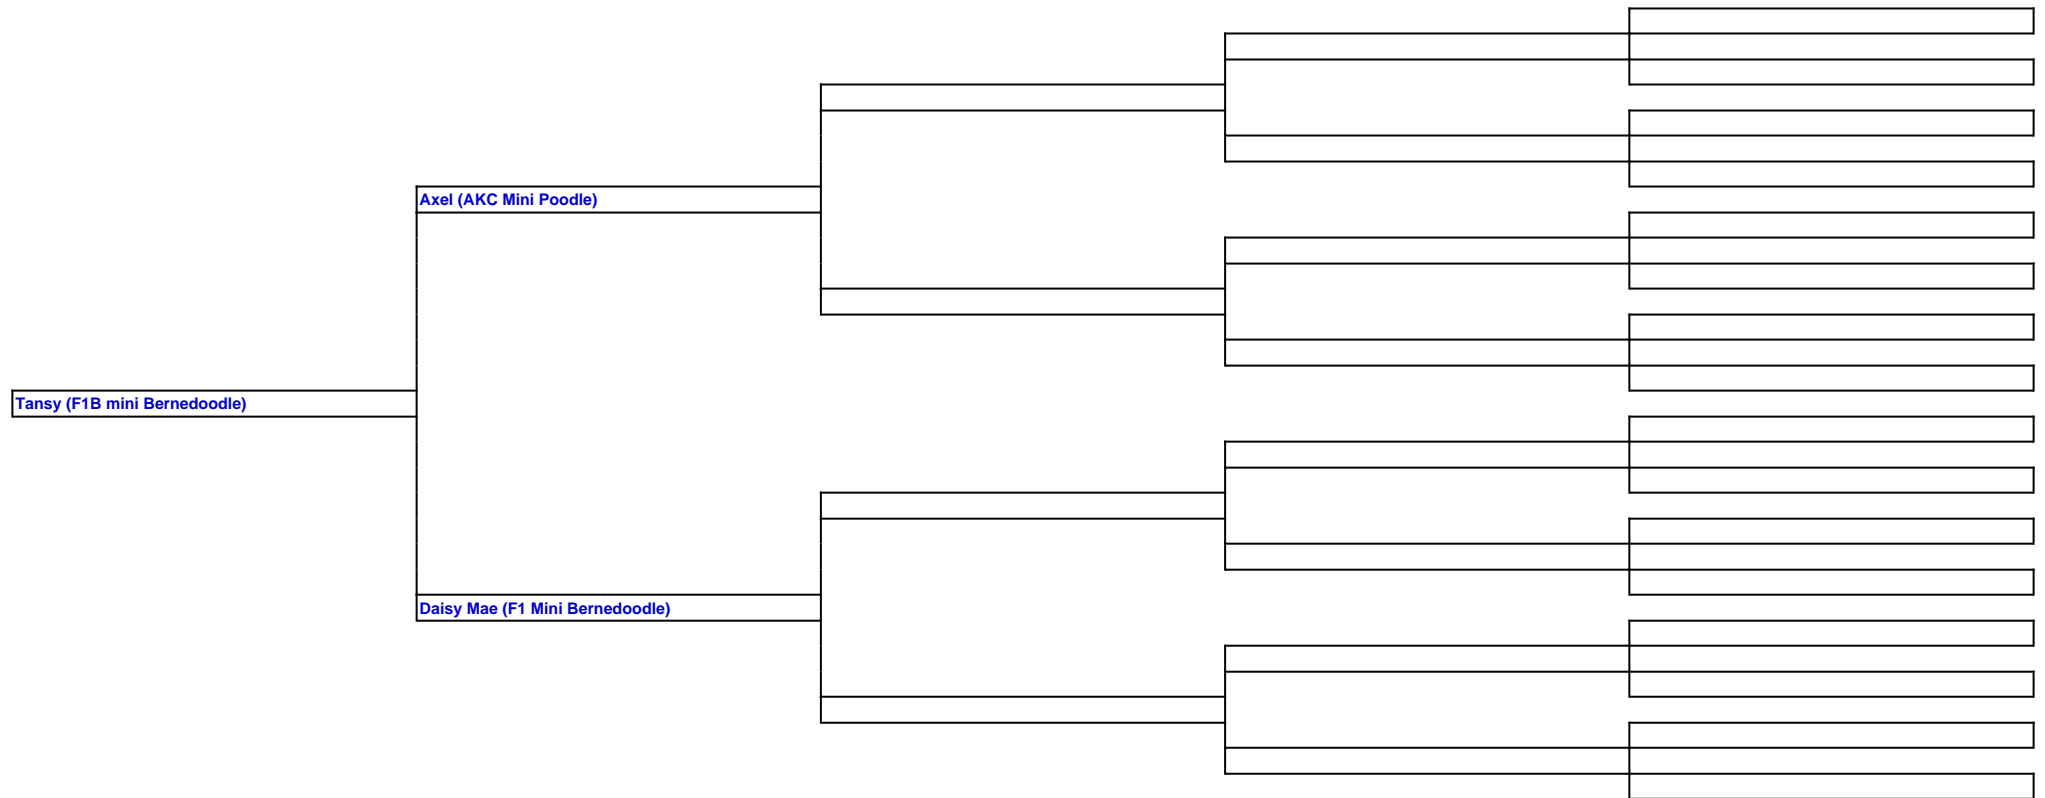 Axel (AKC Mini Poodle)
Tansy (F1B mini Bernedoodle)
Daisy Mae (F1 Mini Bernedoodle)